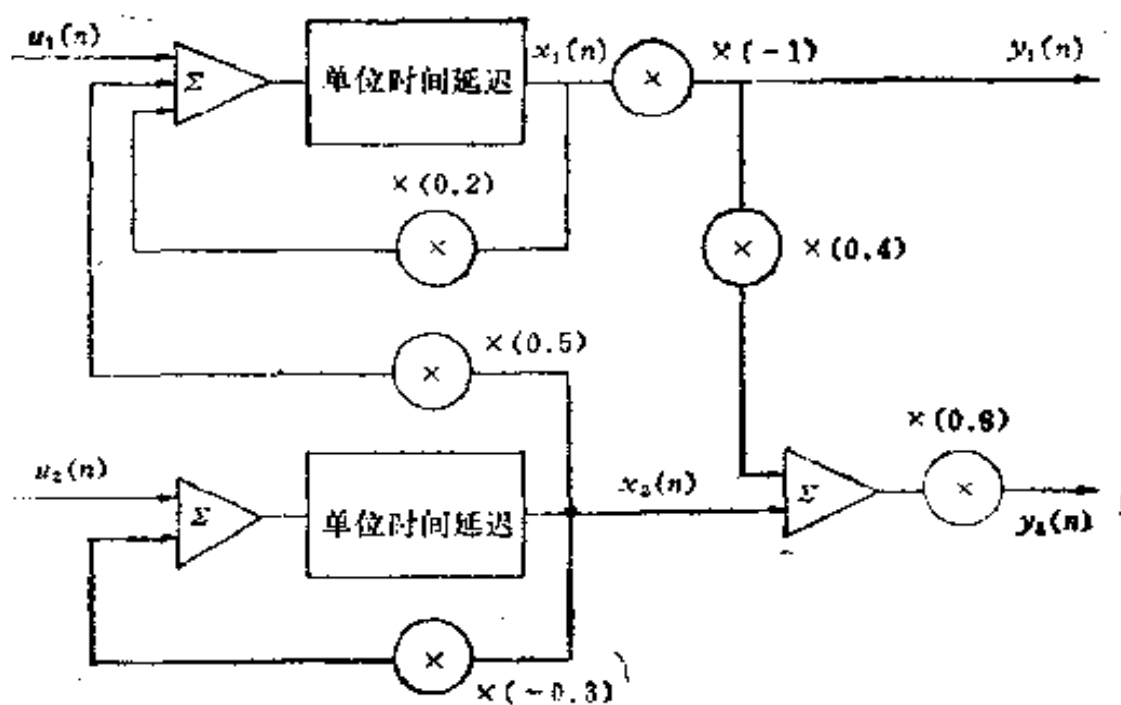 u₁(n)
Σ
单位时间延迟
x₁(n)
×
×(-1)
y₁(n)
×(0.2)
×
×
×(0.4)
×(0.5)
×
×(0.8)
u₂(n)
Σ
单位时间延迟
x₂(n)
Σ
×
y₂(n)
×
×(-0.3)